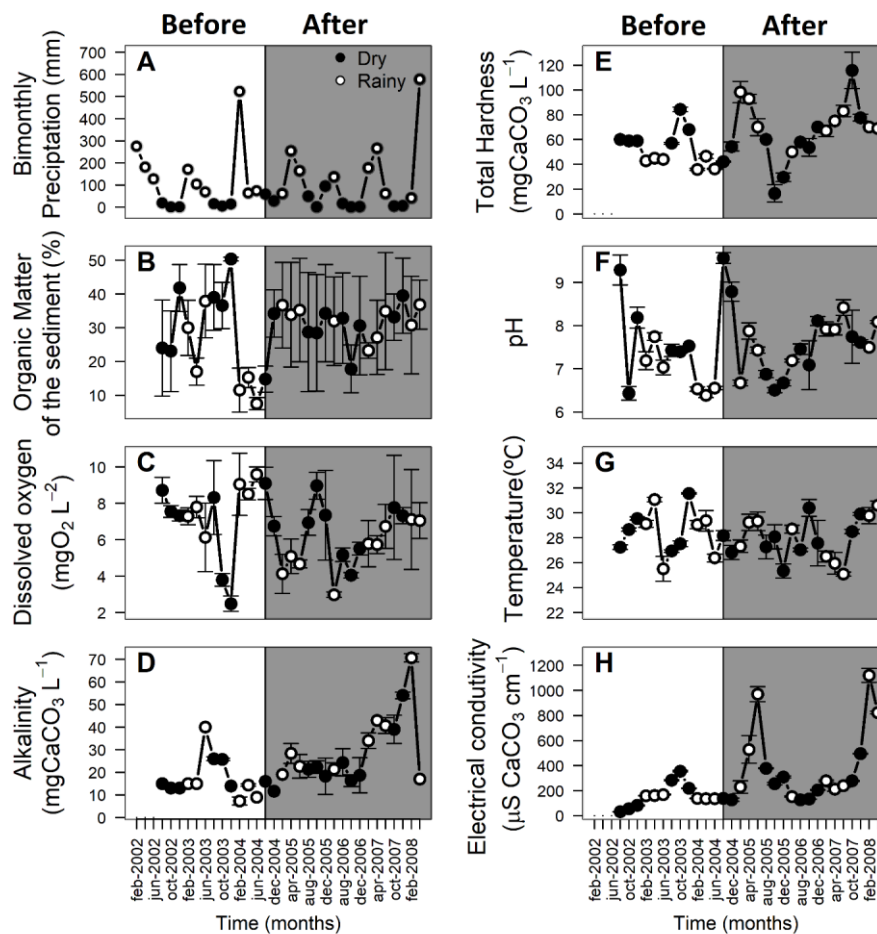 Before After
A
Dry
Rainy
Bimonthly
Precipitation (mm)
700
600
500
400
300
200
100
0
B
Organic Matter
of the sediment (%)
50
40
30
20
10
C
Dissolved oxygen
(mgO₂ L⁻²)
10
8
6
4
2
D
Alkalinity
(mgCaCO₃ L⁻¹)
70
60
50
40
30
20
10
0
feb-2002
jun-2002
oct-2002
feb-2003
jun-2003
oct-2003
feb-2004
jun-2004
dec-2004
apr-2005
aug-2005
dec-2005
aug-2006
dec-2006
apr-2007
oct-2007
feb-2008
Time (months)
Before After
E
Total Hardness
(mgCaCO₃ L⁻¹)
120
100
80
60
40
20
0
F
pH
9
8
7
6
G
Temperature(ºC)
34
32
30
28
26
24
22
H
Electrical condutivity
(µS CaCO₃ cm⁻¹)
1200
1000
800
600
400
200
0
feb-2002
jun-2002
oct-2002
feb-2003
jun-2003
oct-2003
feb-2004
jun-2004
dec-2004
apr-2005
aug-2005
dec-2005
aug-2006
dec-2006
apr-2007
oct-2007
feb-2008
Time (months)